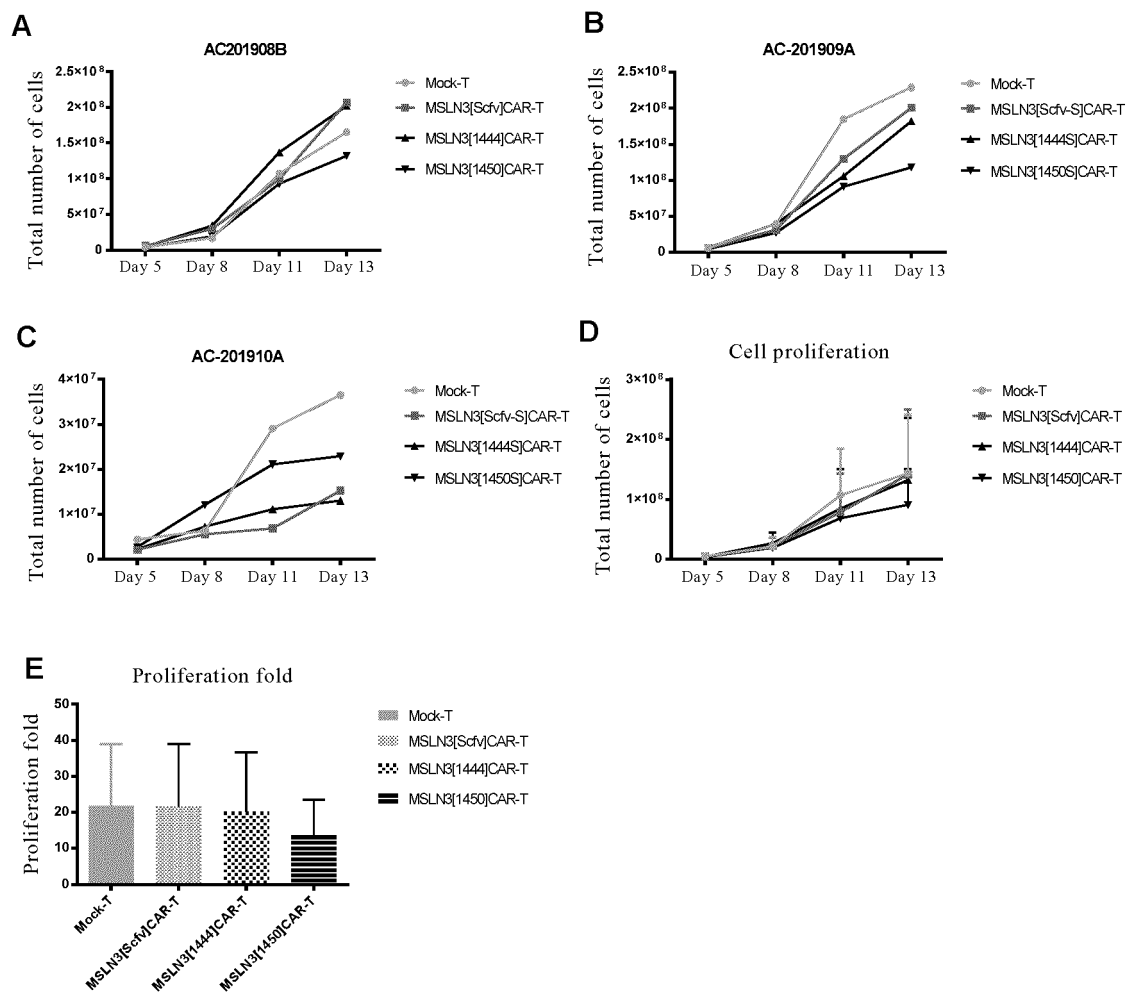 A
AC201908B
Total number of cells
2.5×10⁸
2×10⁸
1.5×10⁸
1×10⁸
5×10⁷
0
Day 5
Day 8
Day 11
Day 13
Mock-T
MSLN3[Scfv]CAR-T
MSLN3[1444]CAR-T
MSLN3[1450]CAR-T
B
AC-201909A
Total number of cells
2.5×10⁸
2×10⁸
1.5×10⁸
1×10⁸
5×10⁷
0
Day 5
Day 8
Day 11
Day 13
Mock-T
MSLN3[Scfv-S]CAR-T
MSLN3[1444S]CAR-T
MSLN3[1450S]CAR-T
C
AC-201910A
Total number of cells
4×10⁷
3×10⁷
2×10⁷
1×10⁷
0
Day 5
Day 8
Day 11
Day 13
Mock-T
MSLN3[Scfv-S]CAR-T
MSLN3[1444S]CAR-T
MSLN3[1450S]CAR-T
D
Cell proliferation
Total number of cells
3×10⁸
2×10⁸
1×10⁸
0
Day 5
Day 8
Day 11
Day 13
Mock-T
MSLN3[Scfv]CAR-T
MSLN3[1444]CAR-T
MSLN3[1450]CAR-T
E
Proliferation fold
Proliferation fold
50
40
30
20
10
0
Mock-T
MSLN3[Scfv]CAR-T
MSLN3[1444]CAR-T
MSLN3[1450]CAR-T
Mock-T
MSLN3[Scfv]CAR-T
MSLN3[1444]CAR-T
MSLN3[1450]CAR-T